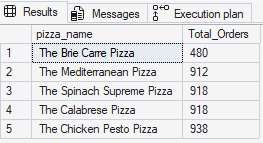 Results Messages Execution plan
pizza_name Total_Orders
1 The Brie Carre Pizza 480
2 The Mediterranean Pizza 912
3 The Spinach Supreme Pizza 918
4 The Calabrese Pizza 918
5 The Chicken Pesto Pizza 938